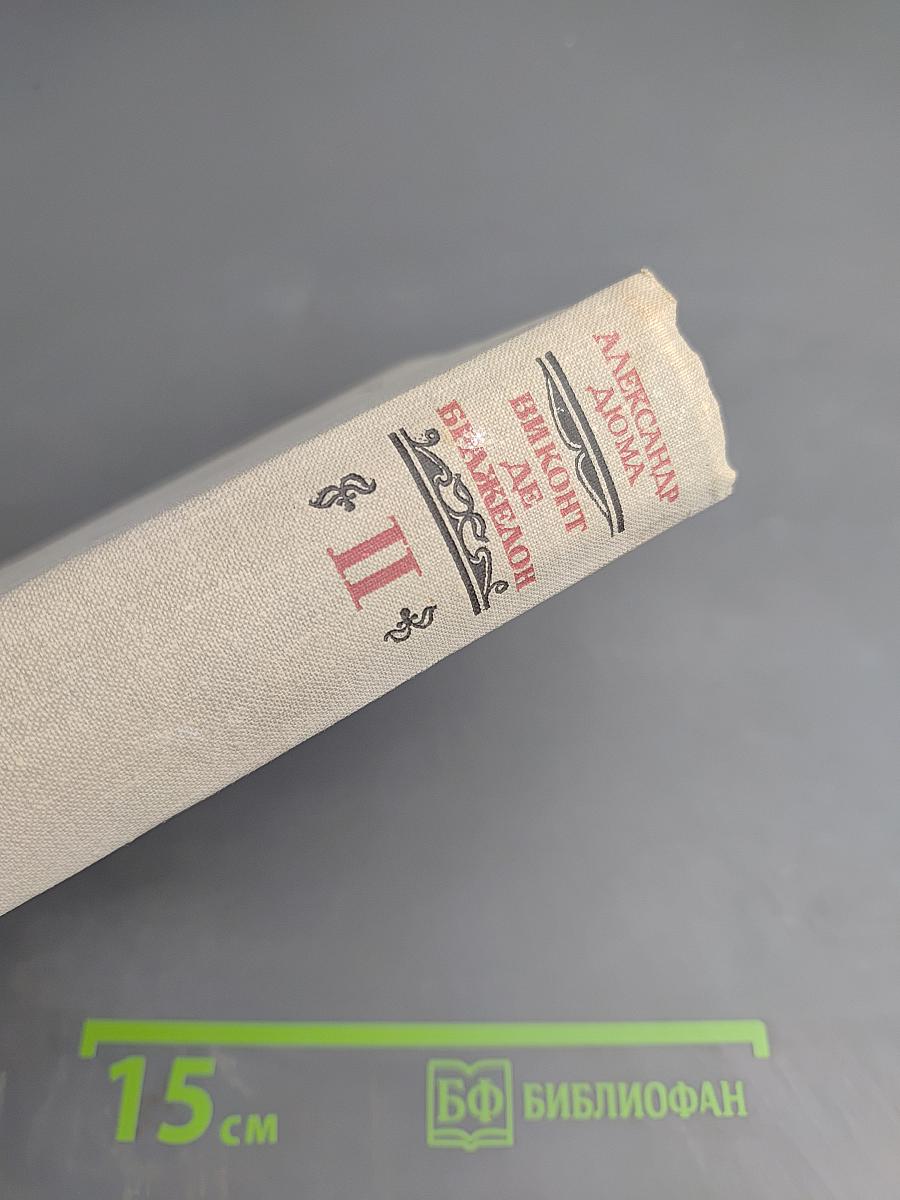 АЛЕКСАНДР
ДЮМА
ВИКОНТ
ДЕ
БРАЖЕЛОН
II
15 см
БФ БИБЛИОФАН